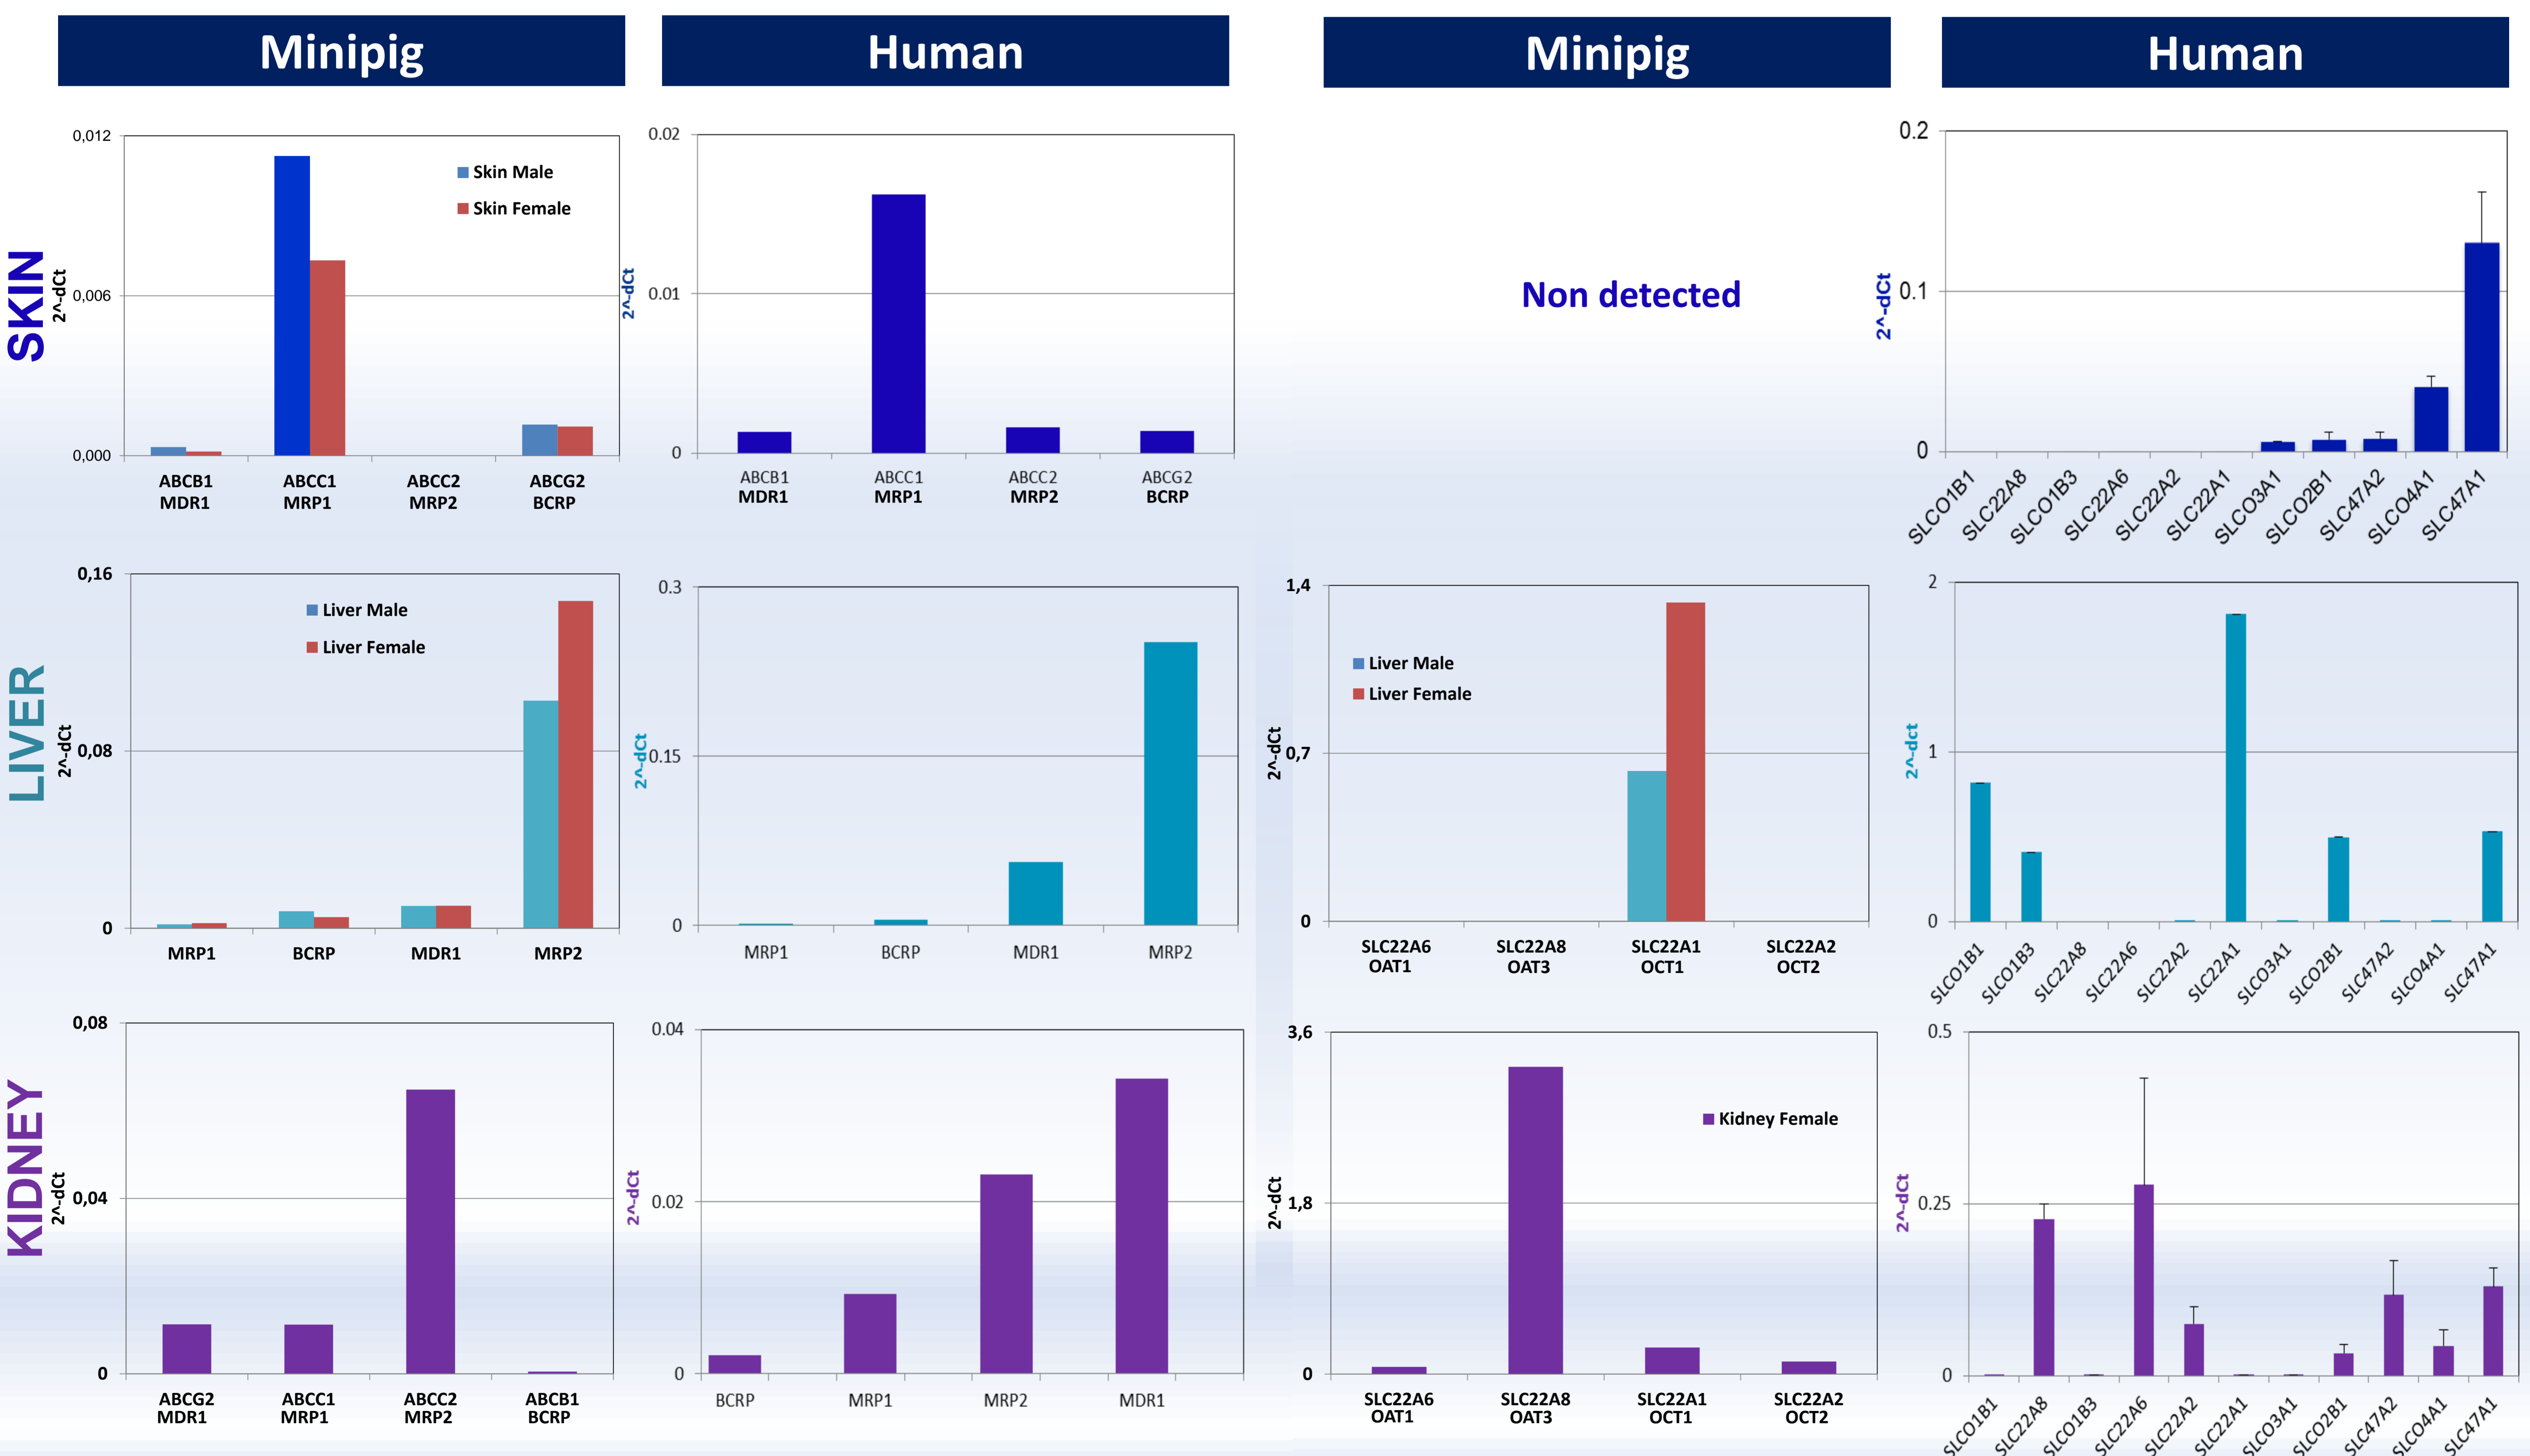 Minipig
Human
Minipig
Human
SKIN
2^-dCt
0,012
0,006
0,000
Skin Male
Skin Female
ABCB1 ABCC1 ABCC2 ABCG2
MDR1 MRP1 MRP2 BCRP
2^-dCt
0.02
0.01
0
ABCB1 ABCC1 ABCC2 ABCG2
MDR1 MRP1 MRP2 BCRP
Non detected
2^-dCt
0.2
0.1
0
SLCO1B1 SLC22A8 SLCO1B3 SLC22A6 SLC22A2 SLC22A1 SLCO3A1 SLCO2B1 SLC47A2 SLCO4A1 SLC47A1
LIVER
2^-dCt
0,16
0,08
0
Liver Male
Liver Female
MRP1 BCRP MDR1 MRP2
2^-dCt
0.3
0.15
0
MRP1 BCRP MDR1 MRP2
2^-dCt
1,4
0,7
0
Liver Male
Liver Female
SLC22A6 SLC22A8 SLC22A1 SLC22A2
OAT1 OAT3 OCT1 OCT2
2^-dct
2
1
0
SLCO1B1 SLCO1B3 SLC22A8 SLC22A6 SLC22A2 SLC22A1 SLCO3A1 SLCO2B1 SLC47A2 SLCO4A1 SLC47A1
KIDNEY
2^-dCt
0,08
0,04
0
ABCG2 ABCC1 ABCC2 ABCB1
MDR1 MRP1 MRP2 BCRP
2^-dCt
0.04
0.02
0
BCRP MRP1 MRP2 MDR1
2^-dCt
3,6
1,8
0
Kidney Female
SLC22A6 SLC22A8 SLC22A1 SLC22A2
OAT1 OAT3 OCT1 OCT2
2^-dCt
0.5
0.25
0
SLCO1B1 SLC22A8 SLCO1B3 SLC22A6 SLC22A2 SLC22A1 SLCO3A1 SLCO2B1 SLC47A2 SLCO4A1 SLC47A1